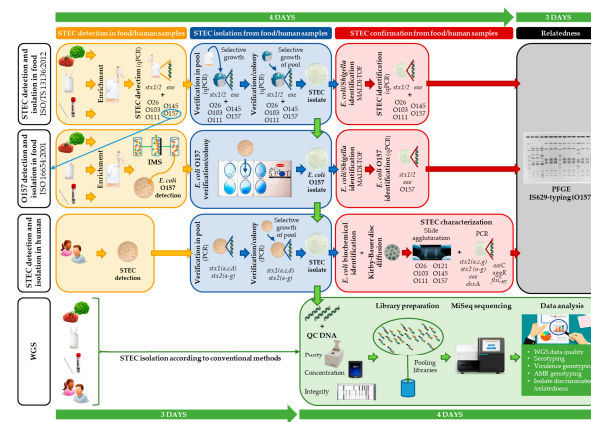 4 DAYS
3 DAYS
STEC detection in food/human samples
STEC isolation from food/human samples
STEC confirmation from food/human samples
Relatedness
STEC detection and
isolation in food
ISO/TS 13136:2012
Enrichment
STEC detection
(qPCR)
stx1/2 eae
+
O26 O145
O103 O157
O111
Verification in pool
(qPCR)
Selective
growth
stx1/2 eae
+
O26 O145
O103 O157
O111
Verification/colony
(qPCR)
Selective growth
of pool
stx1/2 eae
+
O26 O145
O103 O157
O111
STEC
isolate
E. coli/Shigella
identification
MALDI-TOF
STEC identification
(qPCR)
stx1/2 eae
+
O26 O145
O103 O157
O111
O157 detection and
isolation in food
ISO 16654:2001
Enrichment
IMS
E. coli
O157
detection
E. coli O157
verification/colony
E. coli
O157
isolate
E. coli/Shigella
identification
MALDI-TOF
E. coli O157
identification (qPCR)
stx1/2
eae
O157
PFGE
IS629-typing (O157)
STEC detection and
isolation in human
STEC
detection
Verification in pool
(PCR)
stx1(a,c,d)
stx2(a-g)
Verification/colony
(PCR)
Selective growth
of pool
stx1(a,c,d)
stx2(a-g)
STEC
isolate
E. coli biochemical
identification
+
Kirby-Bauer disc
diffusion
STEC characterization
Slide
agglutination
O26 O121
O103 O145
O111 O157
+
PCR
stx1(a,c,g)
stx2(a-g)
eae
ehxA
aaiC
aggR
fliC H7
WGS
STEC isolation according to conventional methods
+
QC DNA
Purity
Concentration
Integrity
Library preparation
Pooling
libraries
MiSeq sequencing
Data analysis
• WGS data quality
• Serotyping
• Virulence genotyping
• AMR genotyping
• Isolate discrimination
/relatedness
3 DAYS
4 DAYS